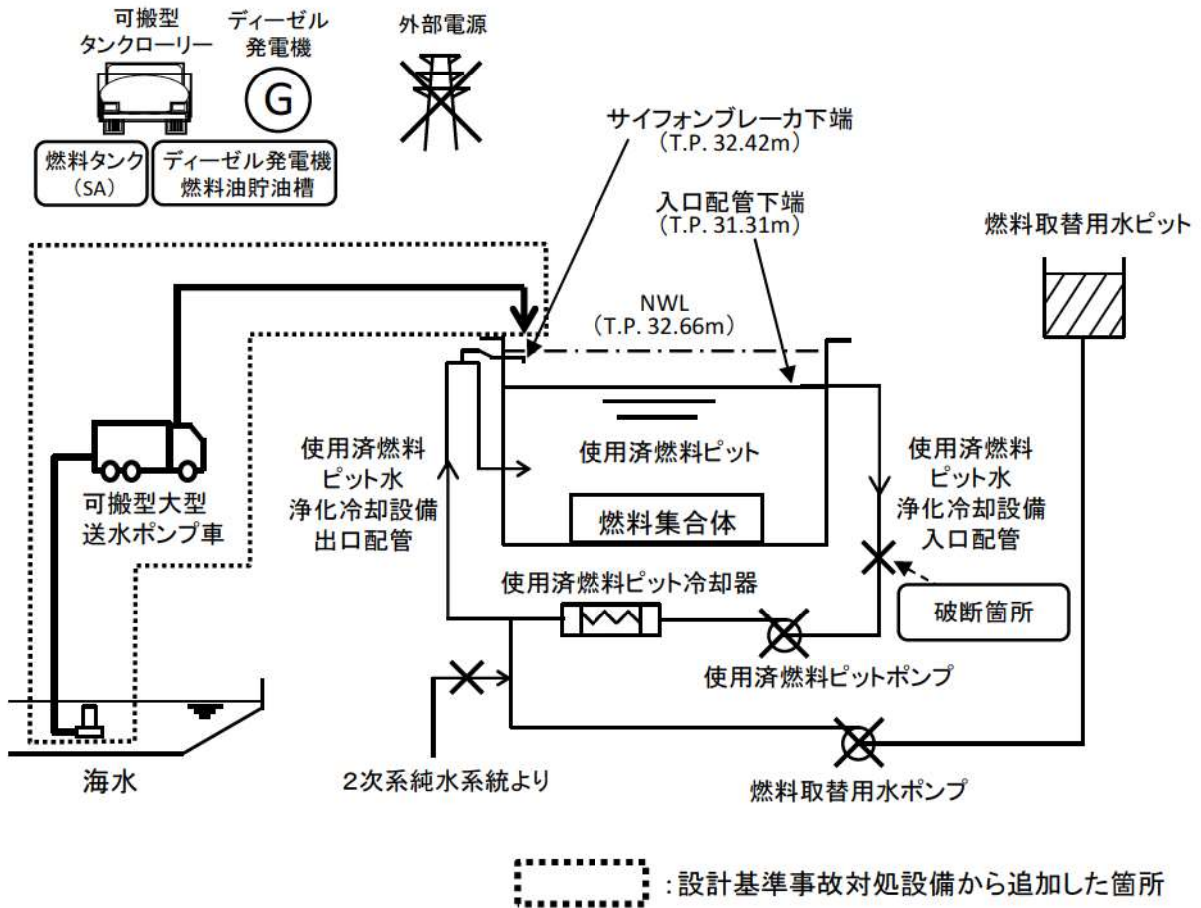 可搬型
タンクローリー
ディーゼル
発電機
外部電源
G
燃料タンク
（SA）
ディーゼル発電機
燃料油貯油槽
サイフォンブレーカ下端
（T.P. 32.42m）
入口配管下端
（T.P. 31.31m）
燃料取替用水ピット
NWL
（T.P. 32.66m）
可搬型大型
送水ポンプ車
使用済燃料
ピット水
浄化冷却設備
出口配管
使用済燃料ピット
燃料集合体
使用済燃料
ピット水
浄化冷却設備
入口配管
使用済燃料ピット冷却器
破断箇所
使用済燃料ピットポンプ
海水
2次系純水系統より
燃料取替用水ポンプ
：設計基準事故対処設備から追加した箇所